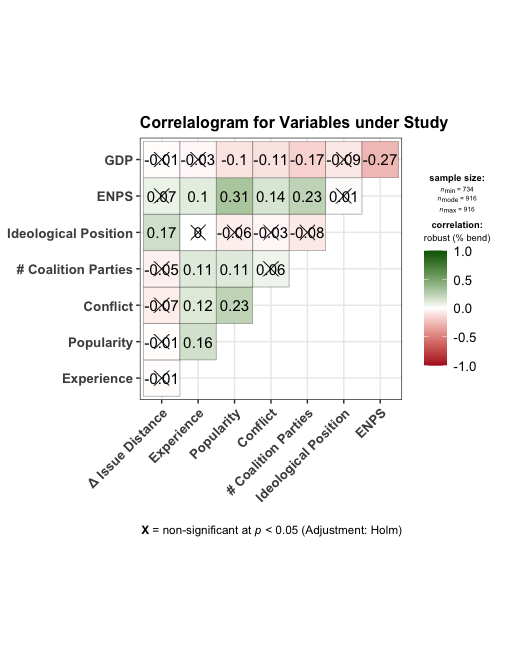 Correlalogram for Variables under Study
GDP -0.01 -0.03 -0.1 -0.11 -0.17 -0.09 -0.27
ENPS 0.07 0.1 0.31 0.14 0.23 0.01
Ideological Position 0.17 0 -0.06 -0.03 -0.08
# Coalition Parties -0.05 0.11 0.11 0.06
Conflict -0.07 0.12 0.23
Popularity -0.01 0.16
Experience -0.01
Δ Issue Distance
Experience
Popularity
Conflict
# Coalition Parties
Ideological Position
ENPS
sample size:
nmin = 734
nmode = 916
nmax = 916
correlation:
robust (% bend)
1.0
0.5
0.0
-0.5
-1.0
X = non-significant at p < 0.05 (Adjustment: Holm)